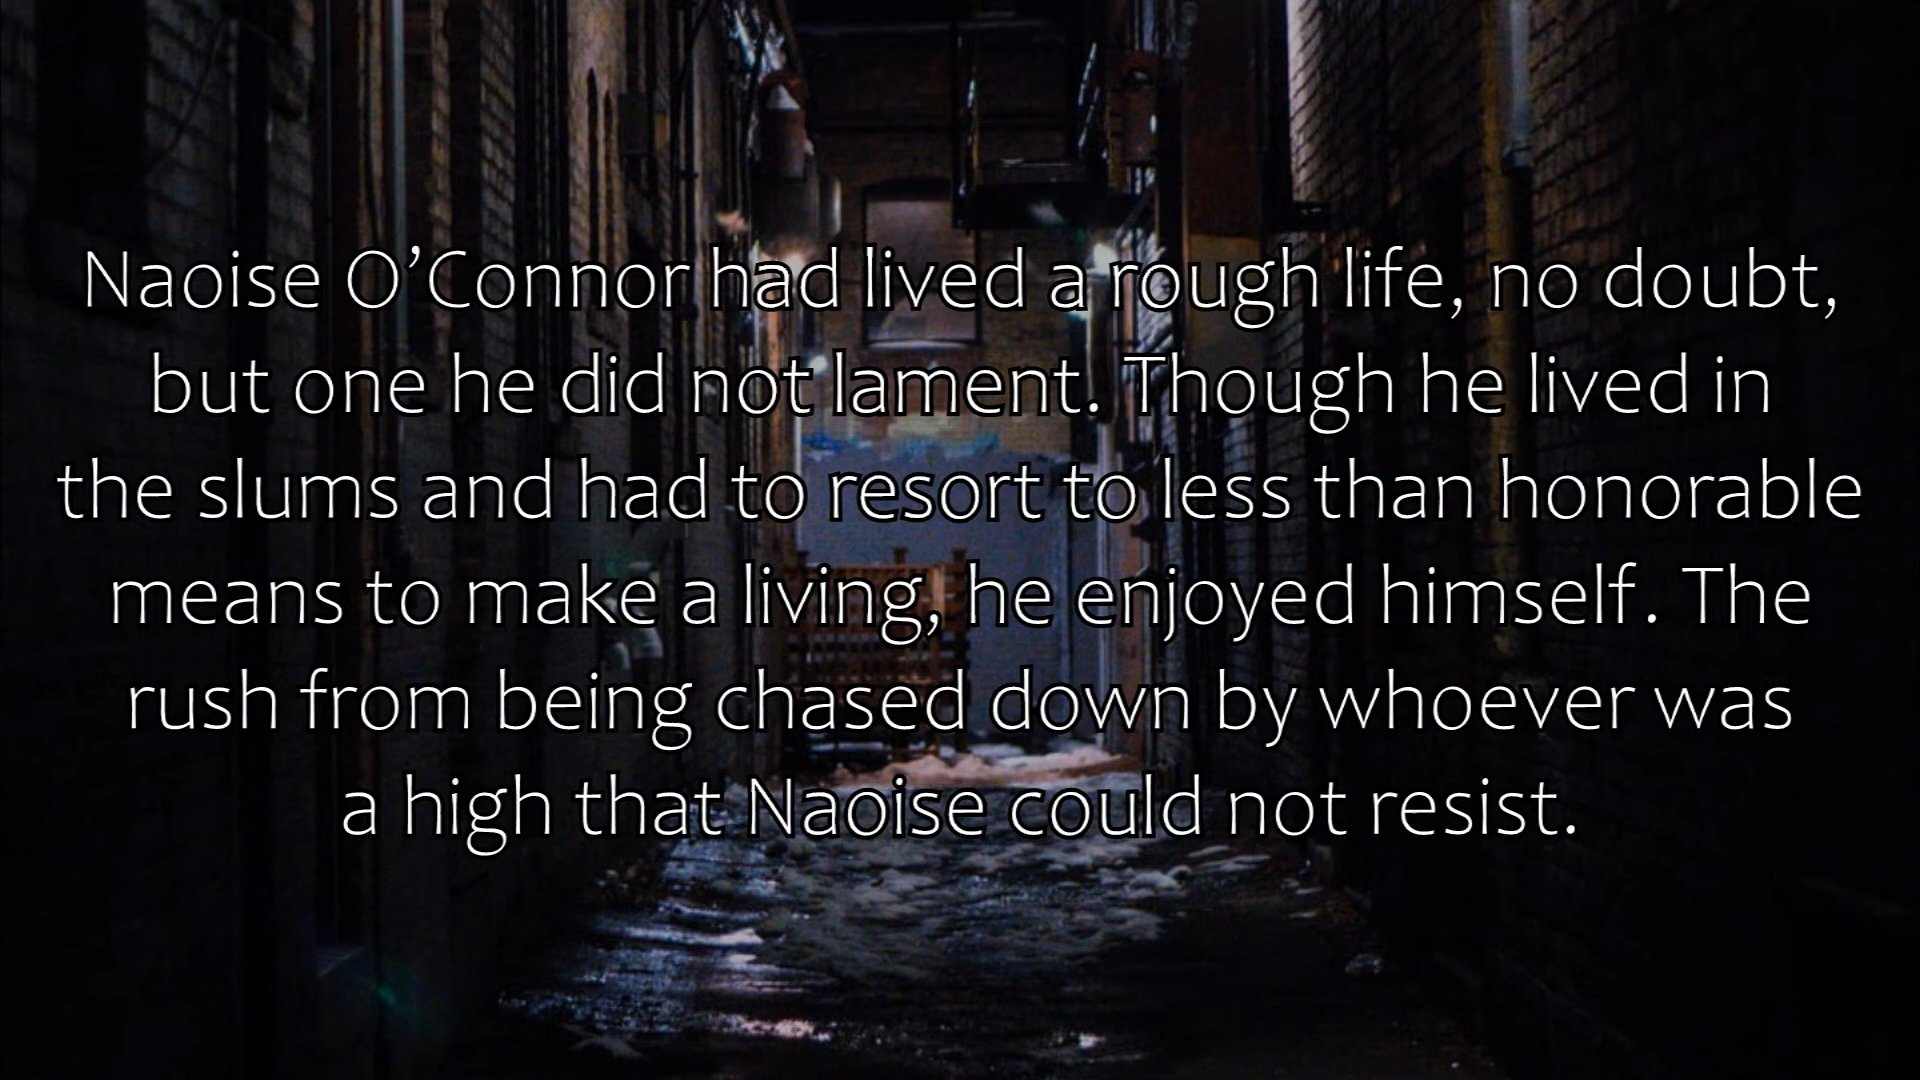 Naoise O’Connor had lived a rough life, no doubt,
but one he did not lament. Though he lived in
the slums and had to resort to less than honorable
means to make a living, he enjoyed himself. The
rush from being chased down by whoever was
a high that Naoise could not resist.